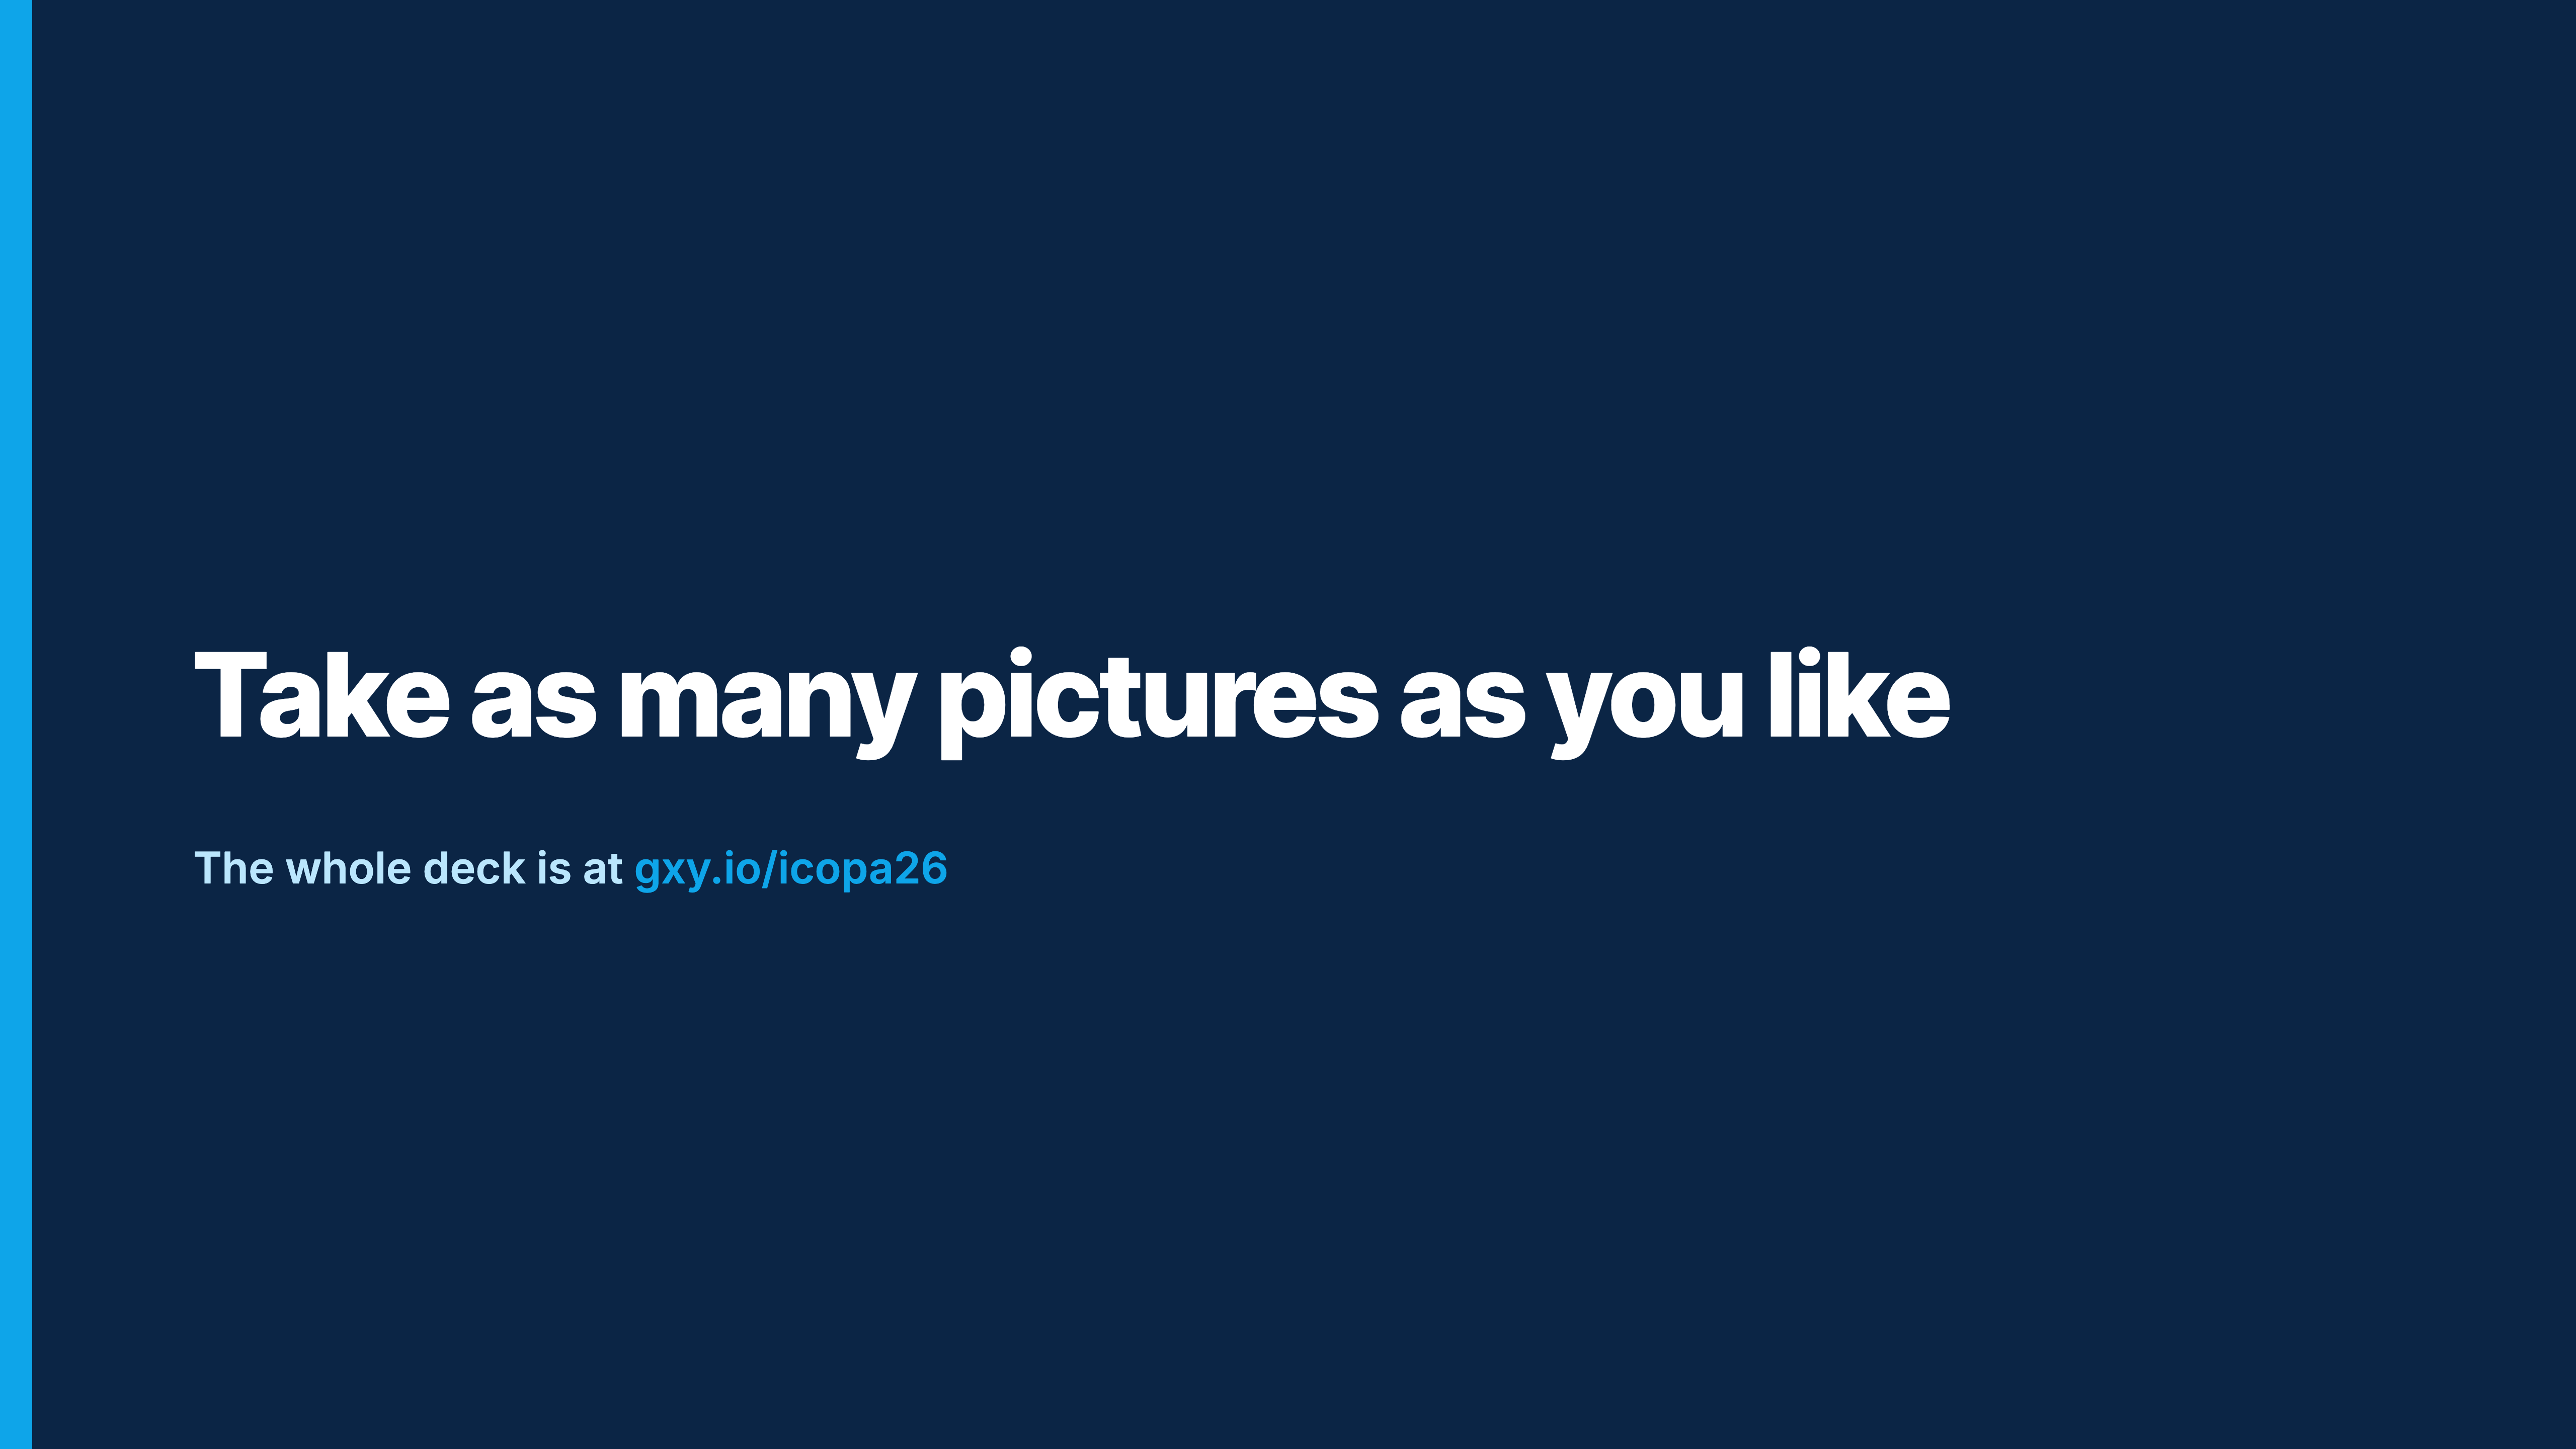 Take as many pictures as you like
The whole deck is at gxy.io/icopa26